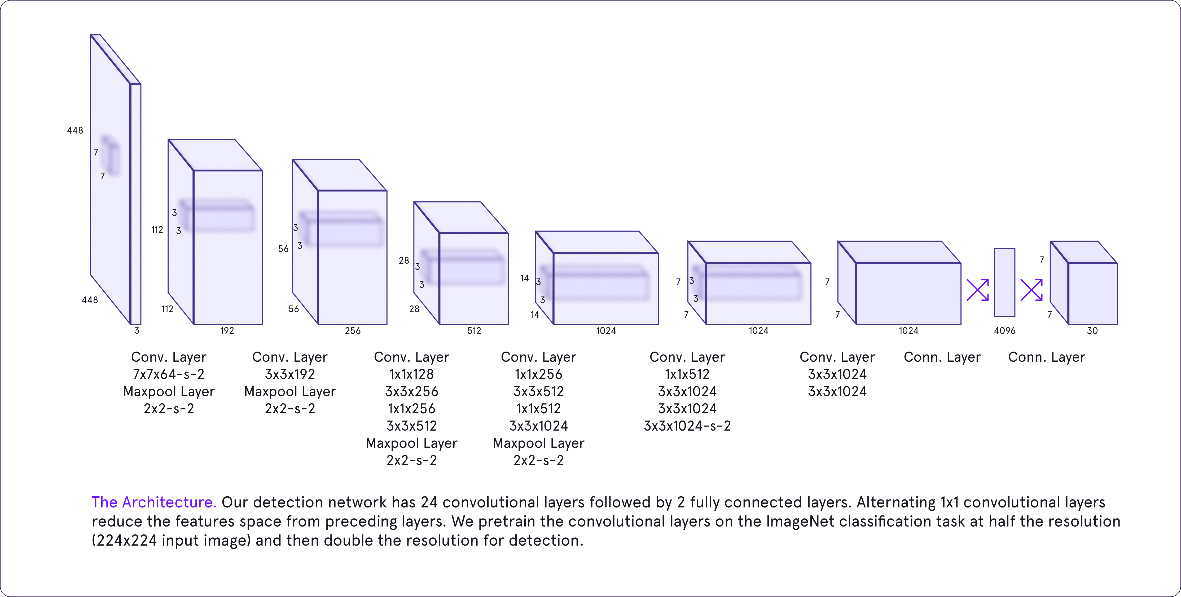 448
7
7
448
3
3
3
112
112
192
3
3
56
56
256
3
3
28
28
512
3
3
14
14
1024
3
3
7
7
1024
7
7
1024
4096
7
7
30
Conv. Layer
7x7x64-s-2
Maxpool Layer
2x2-s-2
Conv. Layer
3x3x192
Maxpool Layer
2x2-s-2
Conv. Layer
1x1x128
3x3x256
1x1x256
3x3x512
Maxpool Layer
2x2-s-2
Conv. Layer
1x1x256
3x3x512
1x1x512
3x3x1024
Maxpool Layer
2x2-s-2
Conv. Layer
1x1x512
3x3x1024
3x3x1024
3x3x1024-s-2
Conv. Layer
3x3x1024
3x3x1024
Conn. Layer
Conn. Layer
The Architecture. Our detection network has 24 convolutional layers followed by 2 fully connected layers. Alternating 1x1 convolutional layers
reduce the features space from preceding layers. We pretrain the convolutional layers on the ImageNet classification task at half the resolution
(224x224 input image) and then double the resolution for detection.